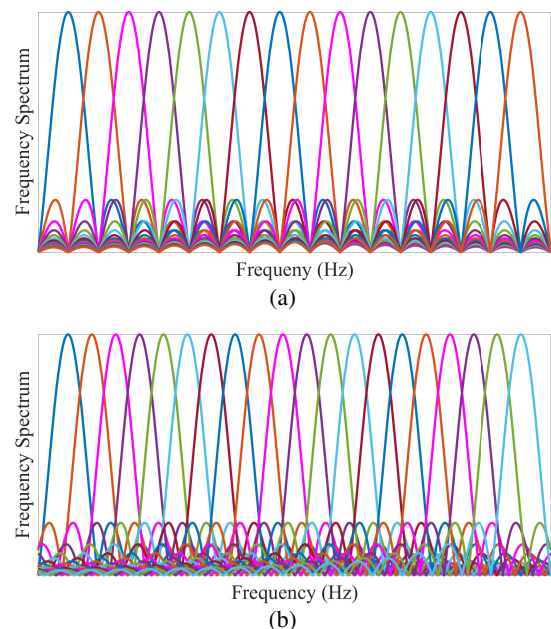 Frequency Spectrum
Frequeny (Hz)
(a)
Frequency Spectrum
Frequency (Hz)
(b)